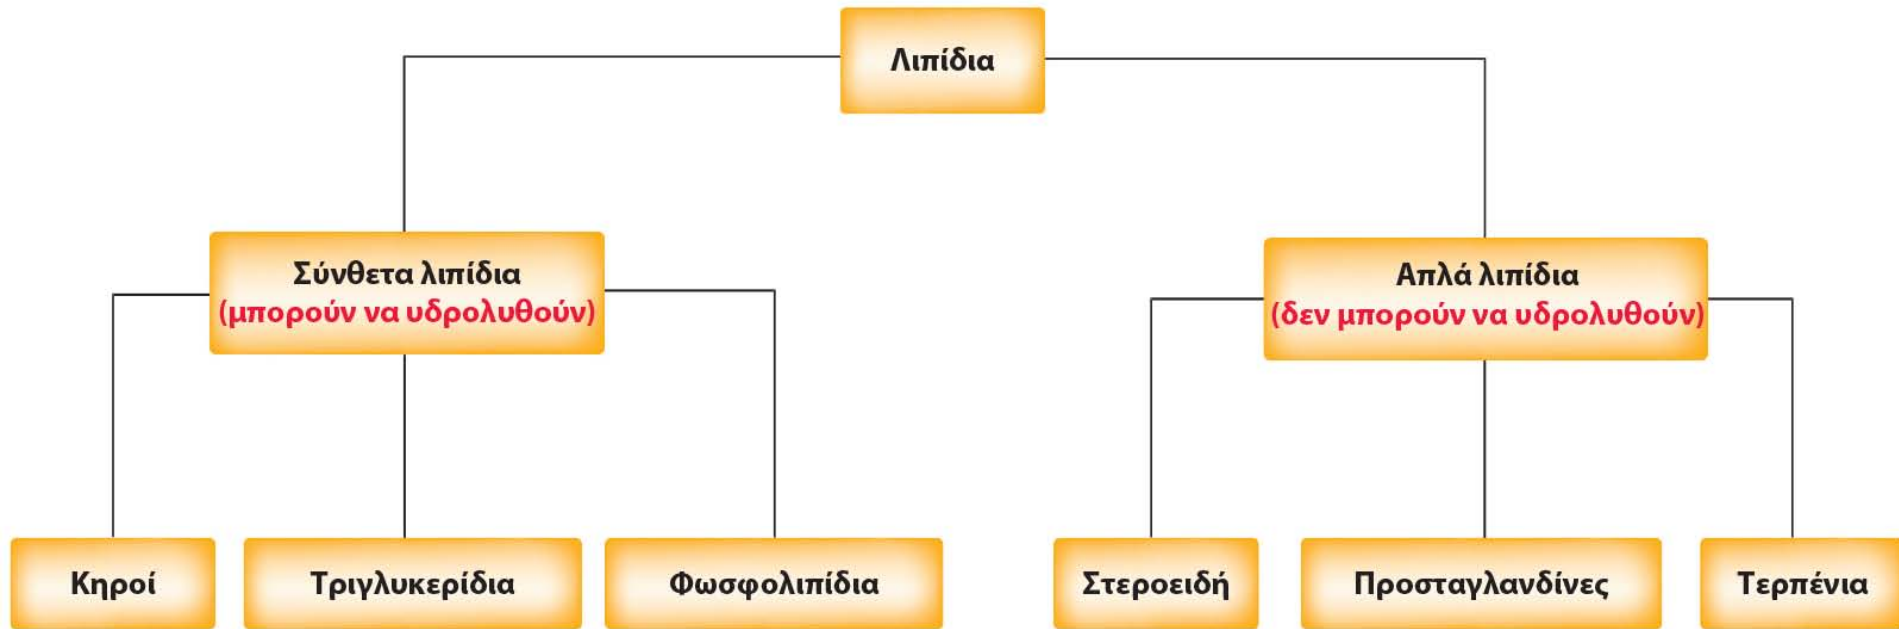 Λιπίδια
Σύνθετα λιπίδια
(μπορούν να υδρολυθούν)
Απλά λιπίδια
(δεν μπορούν να υδρολυθούν)
Κηροί
Τριγλυκερίδια
Φωσφολιπίδια
Στεροειδή
Προσταγλανδίνες
Τερπένια